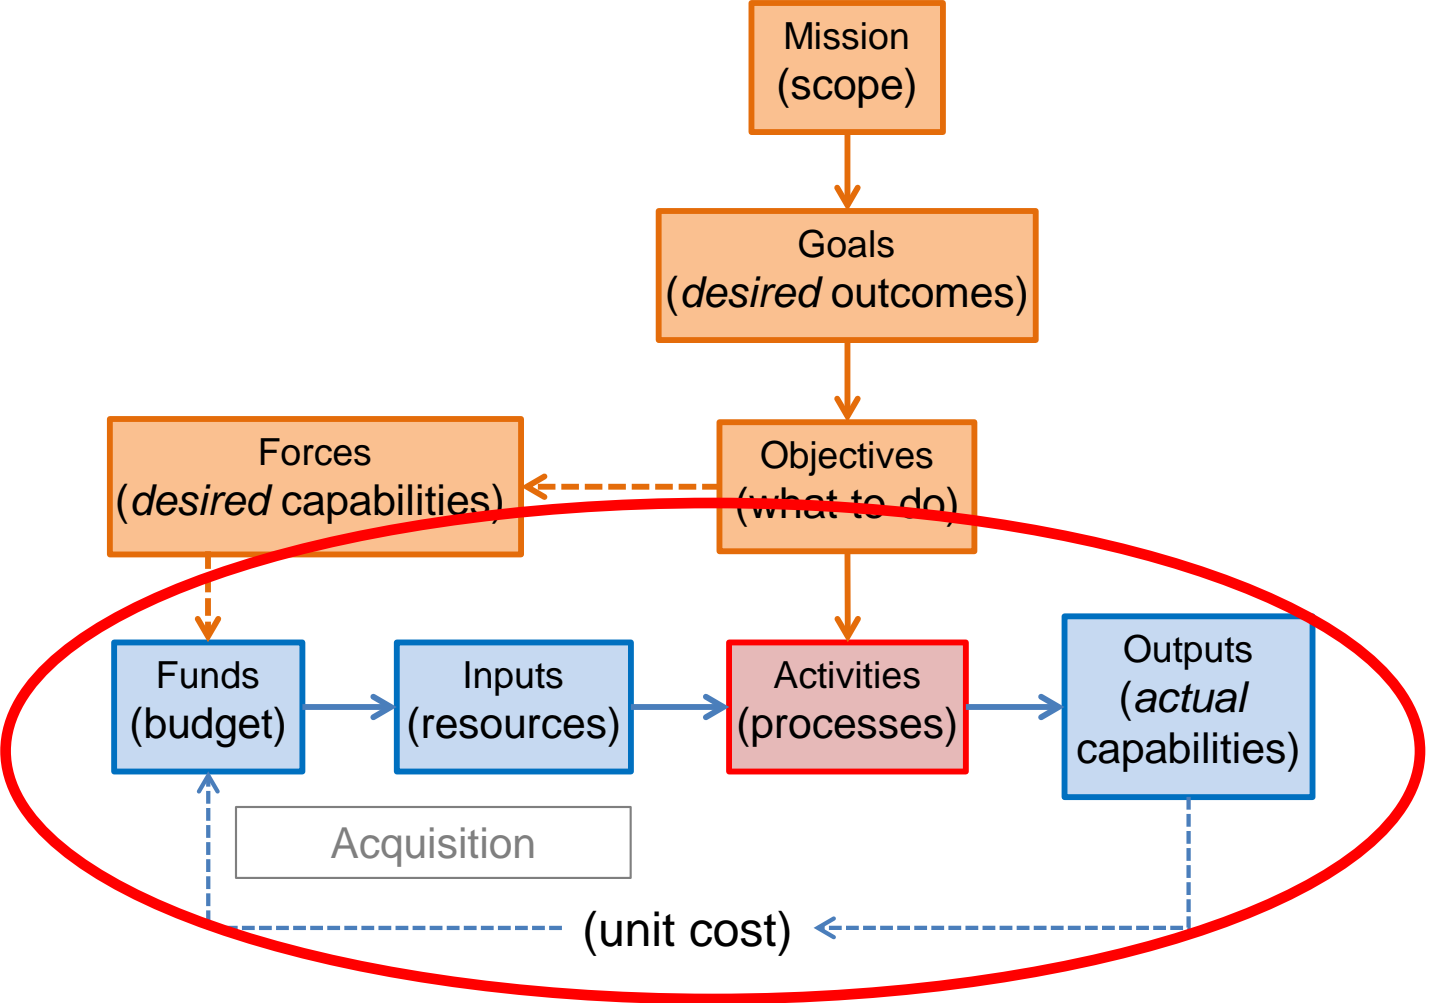 Mission
(scope)
Goals
(desired outcomes)
Forces
(desired capabilities)
Objectives
(what to do)
Funds
(budget)
Inputs
(resources)
Activities
(processes)
Outputs
(actual
capabilities)
Acquisition
(unit cost)